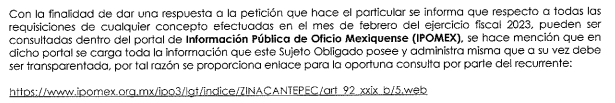 Con la finalidad de dar una respuesta a la petición que hace el particular se informa que respecto a todas las
requisiciones de cualquier concepto efectuadas en el mes de febrero del ejercicio fiscal 2023, pueden ser
consultadas dentro del portal de Información Pública de Oficio Mexiquense (IPOMEX), se hace mención que en
dicho portal se carga toda la información que este Sujeto Obligado posee y administra misma que a su vez debe
ser transparentada, por tal razón se proporciona enlace para la oportuna consulta por parte del recurrente:
https://www.ipomex.org.mx/ipo3/lgt/indice/ZINACANTEPEC/art_92_xxix_b/5.web